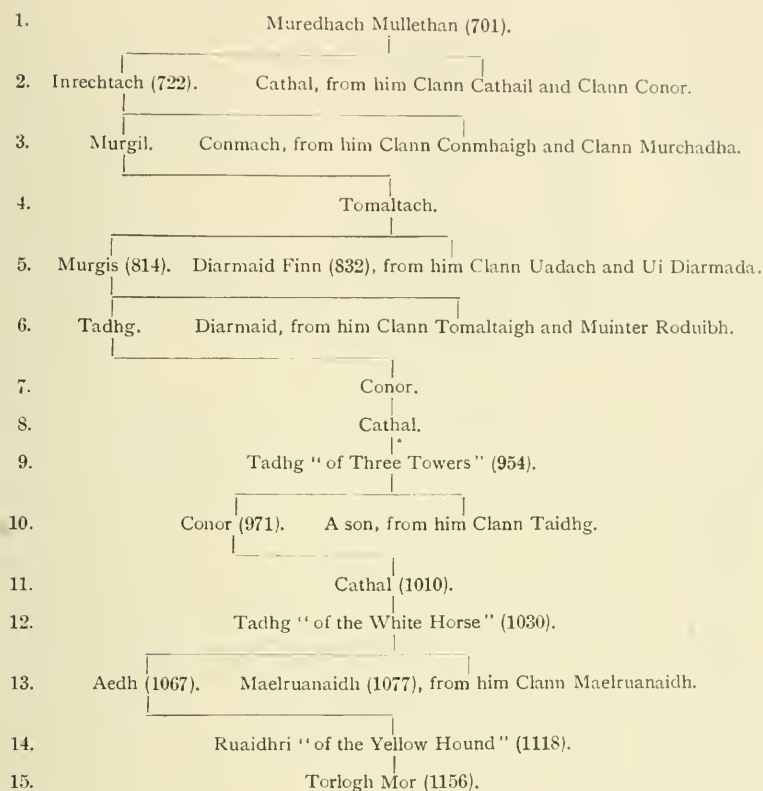 1. Muredhach Mullethan (701).
2. Inrechtach (722). Cathal, from him Clann Cathail and Clann Conor.
3. Murgil. Conmach, from him Clann Conmhaigh and Clann Murchadha.
4. Tomaltach.
5. Murgis (814). Diarmaid Finn (832), from him Clann Uadach and Ui Diarmada.
6. Tadhg. Diarmaid, from him Clann Tomaltaigh and Muinter Roduibh.
7. Conor.
8. Cathal.
9. Tadhg "of Three Towers" (954).
10. Conor (971). A son, from him Clann Taidhg.
11. Cathal (1010).
12. Tadhg "of the White Horse" (1030).
13. Aedh (1067). Maelruanaidh (1077), from him Clann Maelruanaidh.
14. Ruaidhri "of the Yellow Hound" (1118).
15. Torlogh Mor (1156).